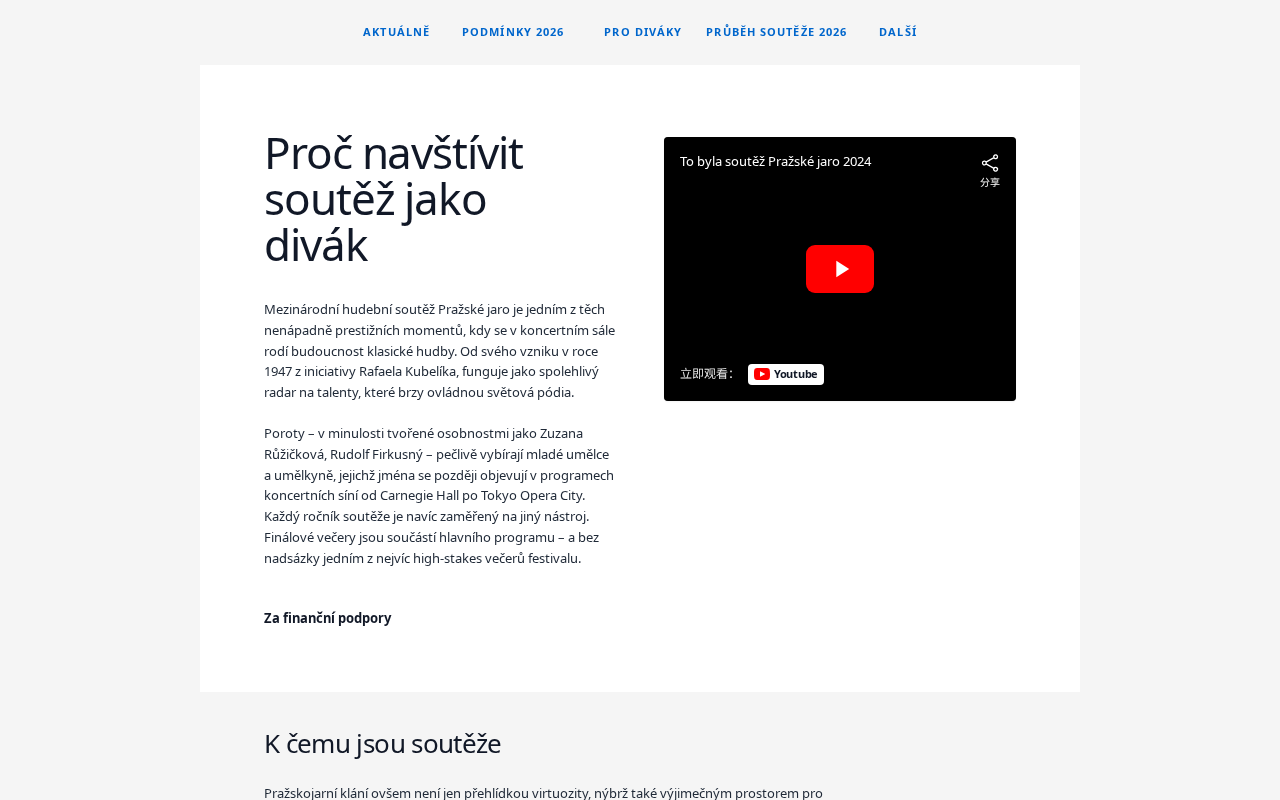 AKTUÁLNĚ PODMÍNKY 2026 PRO DIVÁKY PRŮBĚH SOUTĚŽE 2026 DALŠÍ
Proč navštívit
soutěž jako
divák
Mezinárodní hudební soutěž Pražské jaro je jedním z těch
nenápadně prestižních momentů, kdy se v koncertním sále
rodí budoucnost klasické hudby. Od svého vzniku v roce
1947 z iniciativy Rafaela Kubelíka, funguje jako spolehlivý
radar na talenty, které brzy ovládnou světová pódia.
Poroty – v minulosti tvořené osobnostmi jako Zuzana
Růžičková, Rudolf Firkusný – pečlivě vybírají mladé umělce
a umělkyně, jejichž jména se později objevují v programech
koncertních síní od Carnegie Hall po Tokyo Opera City.
Každý ročník soutěže je navíc zaměřený na jiný nástroj.
Finálové večery jsou součástí hlavního programu – a bez
nadsázky jedním z nejvíc high-stakes večerů festivalu.
Za finanční podpory
To byla soutěž Pražské jaro 2024
分享
立即观看：
Youtube
K čemu jsou soutěže
Pražskojarní klání ovšem není jen přehlídkou virtuozity, nýbrž také výjimečným prostorem pro